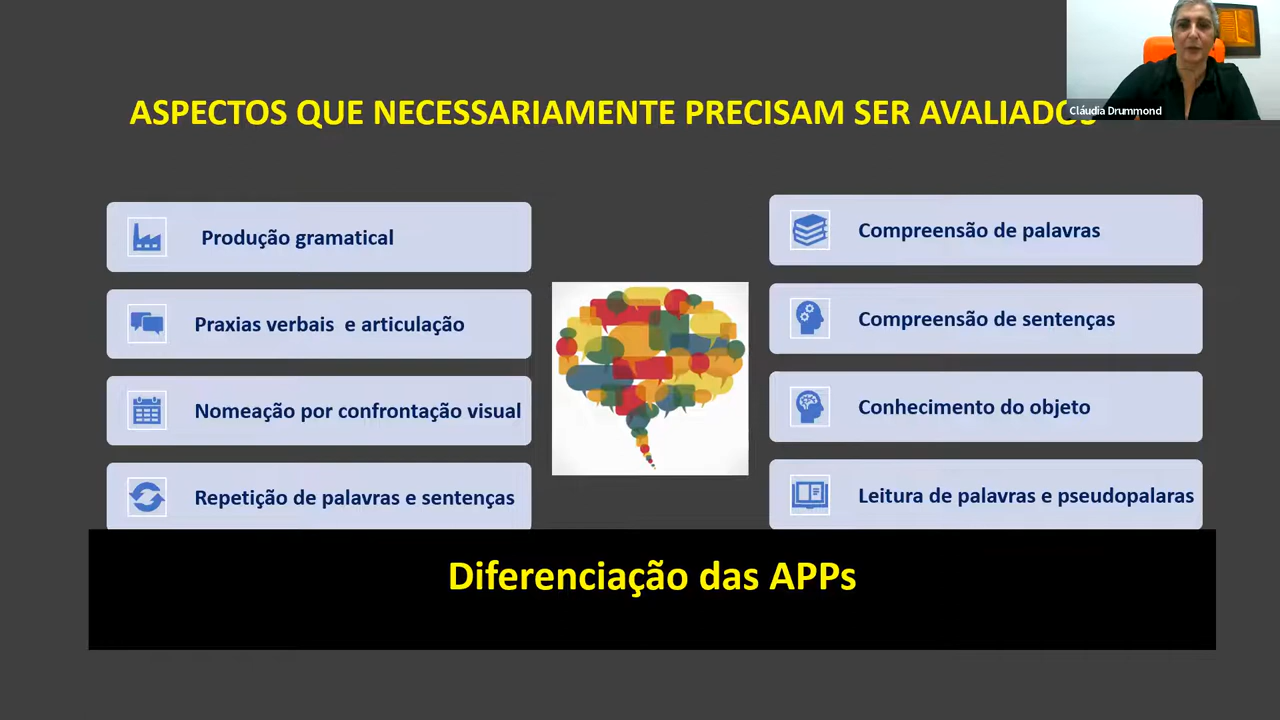 ASPECTOS QUE NECESSARIAMENTE PRECISAM SER AVALIADOS
Cláudia Drummond
Produção gramatical
Praxias verbais e articulação
Nomeação por confrontação visual
Repetição de palavras e sentenças
Compreensão de palavras
Compreensão de sentenças
Conhecimento do objeto
Leitura de palavras e pseudopalaras
Diferenciação das APPs